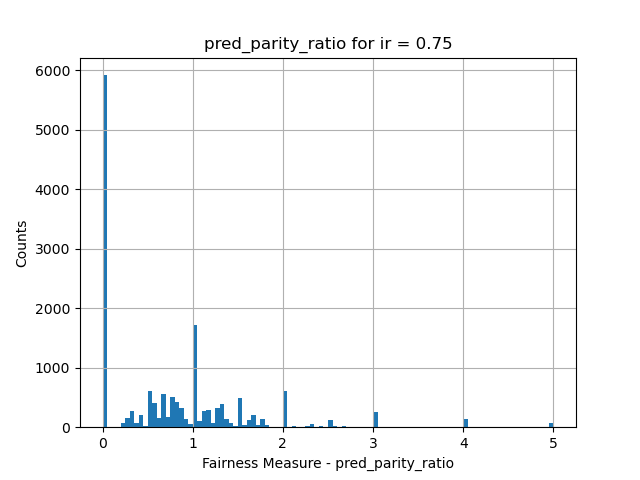 pred_parity_ratio for ir = 0.75
6000
5000
4000
3000
2000
1000
0
Counts
0 1 2 3 4 5
Fairness Measure - pred_parity_ratio